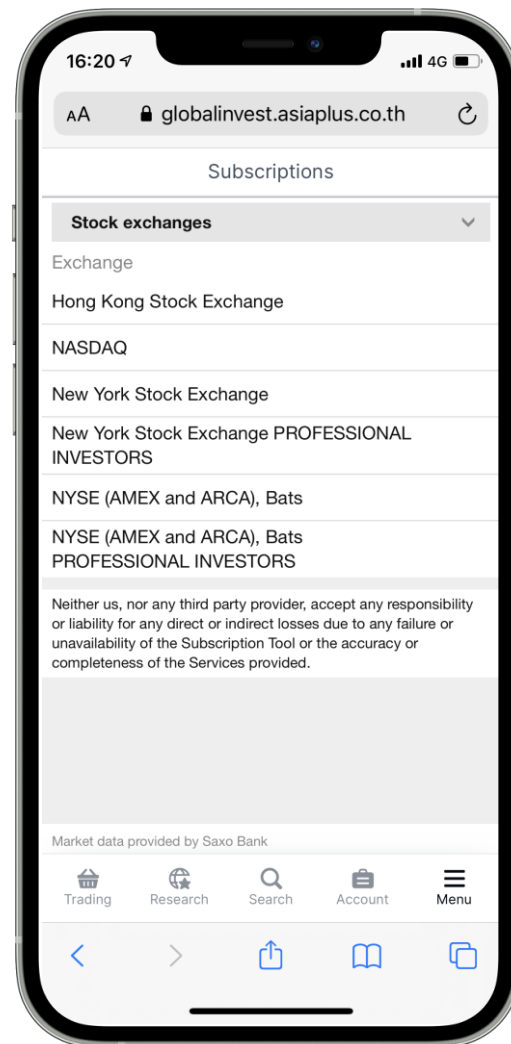 16:20
4G
AA globalinvest.asiaplus.co.th
Subscriptions
Stock exchanges
Exchange
Hong Kong Stock Exchange
NASDAQ
New York Stock Exchange
New York Stock Exchange PROFESSIONAL
INVESTORS
NYSE (AMEX and ARCA), Bats
NYSE (AMEX and ARCA), Bats
PROFESSIONAL INVESTORS
Neither us, nor any third party provider, accept any responsibility
or liability for any direct or indirect losses due to any failure or
unavailability of the Subscription Tool or the accuracy or
completeness of the Services provided.
Market data provided by Saxo Bank
Trading Research Search Account Menu